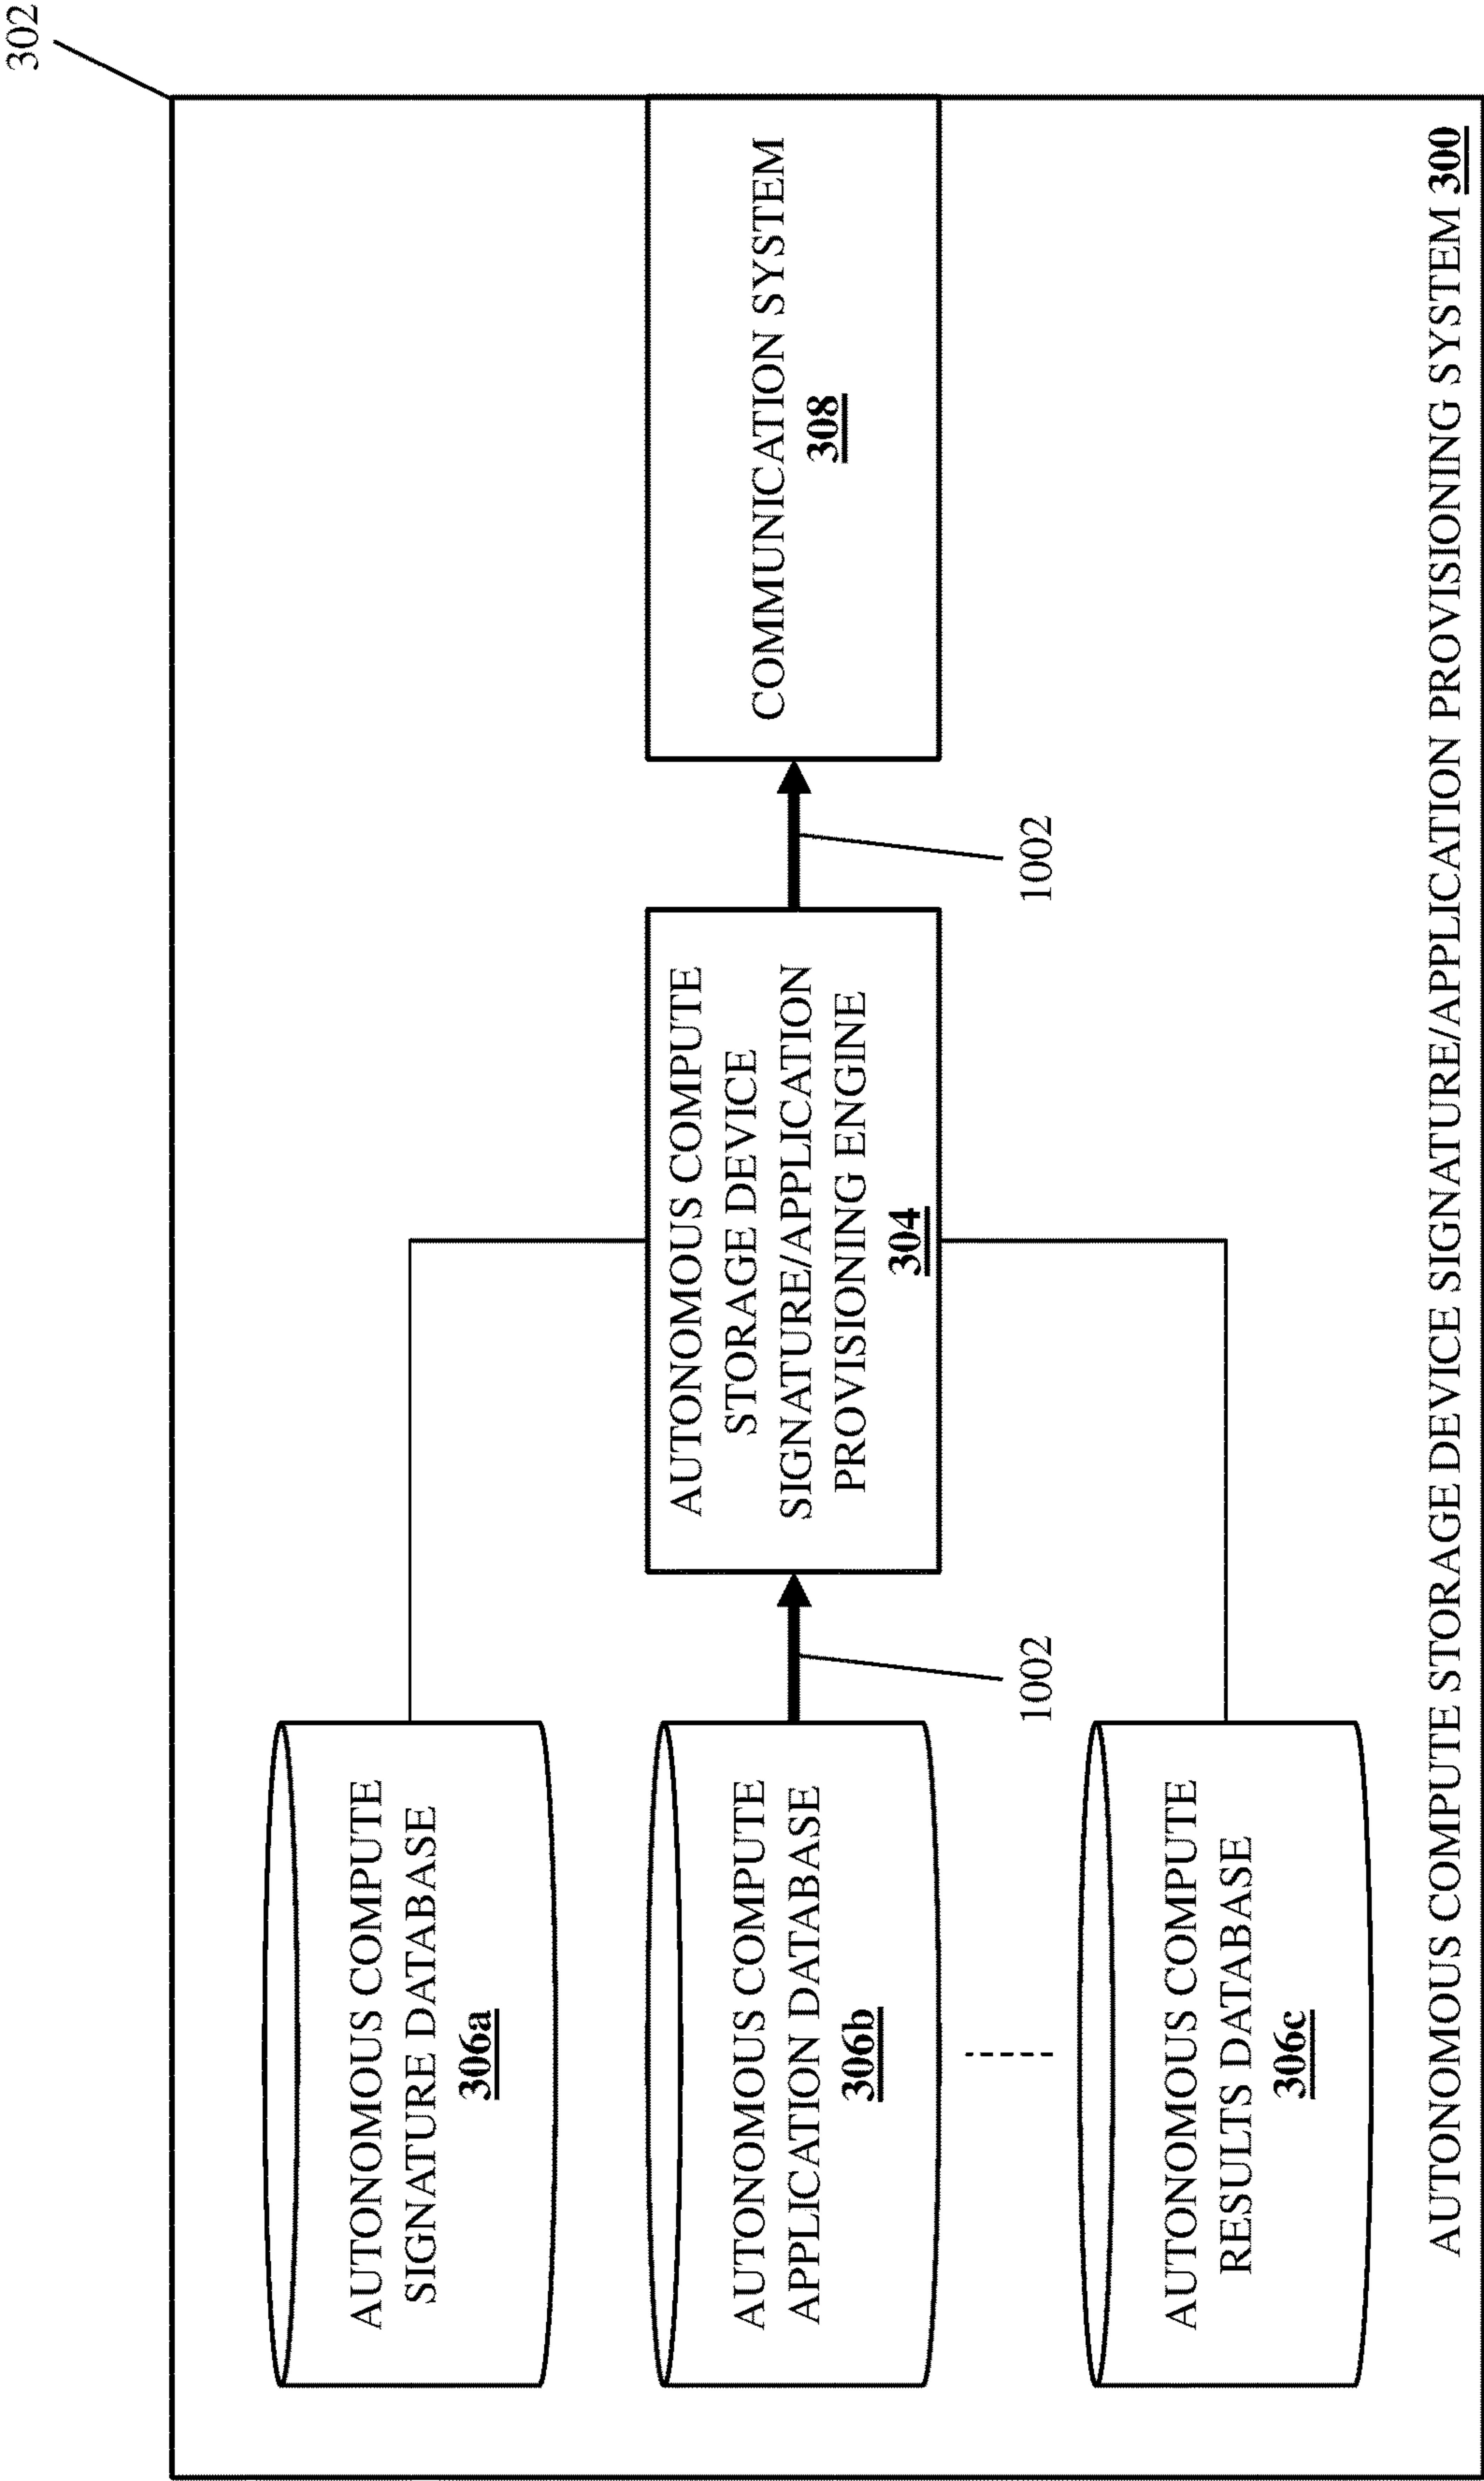 302
AUTONOMOUS COMPUTE
SIGNATURE DATABASE
306a
AUTONOMOUS COMPUTE
APPLICATION DATABASE
306b
AUTONOMOUS COMPUTE
RESULTS DATABASE
306c
1002
AUTONOMOUS COMPUTE
STORAGE DEVICE
SIGNATURE/APPLICATION
PROVISIONING ENGINE
304
1002
COMMUNICATION SYSTEM
308
AUTONOMOUS COMPUTE STORAGE DEVICE SIGNATURE/APPLICATION PROVISIONING SYSTEM 300